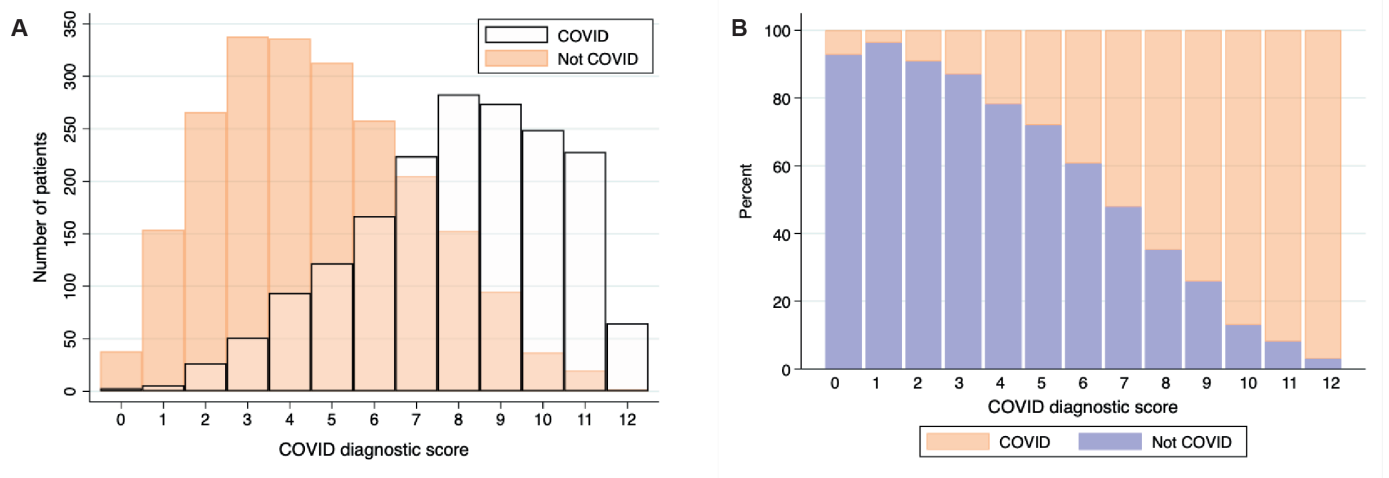 A
350
300
250
200
150
100
50
0
Number of patients
COVID
Not COVID
0 1 2 3 4 5 6 7 8 9 10 11 12
COVID diagnostic score
B
100
80
60
40
20
0
Percent
0 1 2 3 4 5 6 7 8 9 10 11 12
COVID diagnostic score
COVID Not COVID